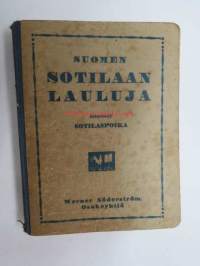 SUOMEN
SOTILAAN
LAULUJA
SOTILASPOIKA
Werner Söderström
Osakeyhtiö